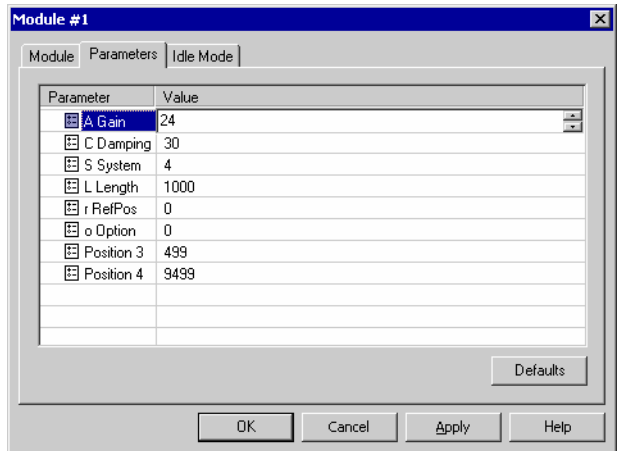 Module #1
Module Parameters Idle Mode
Parameter Value
A Gain 24
C Damping 30
S System 4
L Length 1000
r RefPos 0
o Option 0
Position 3 499
Position 4 9499
Defaults
OK Cancel Apply Help